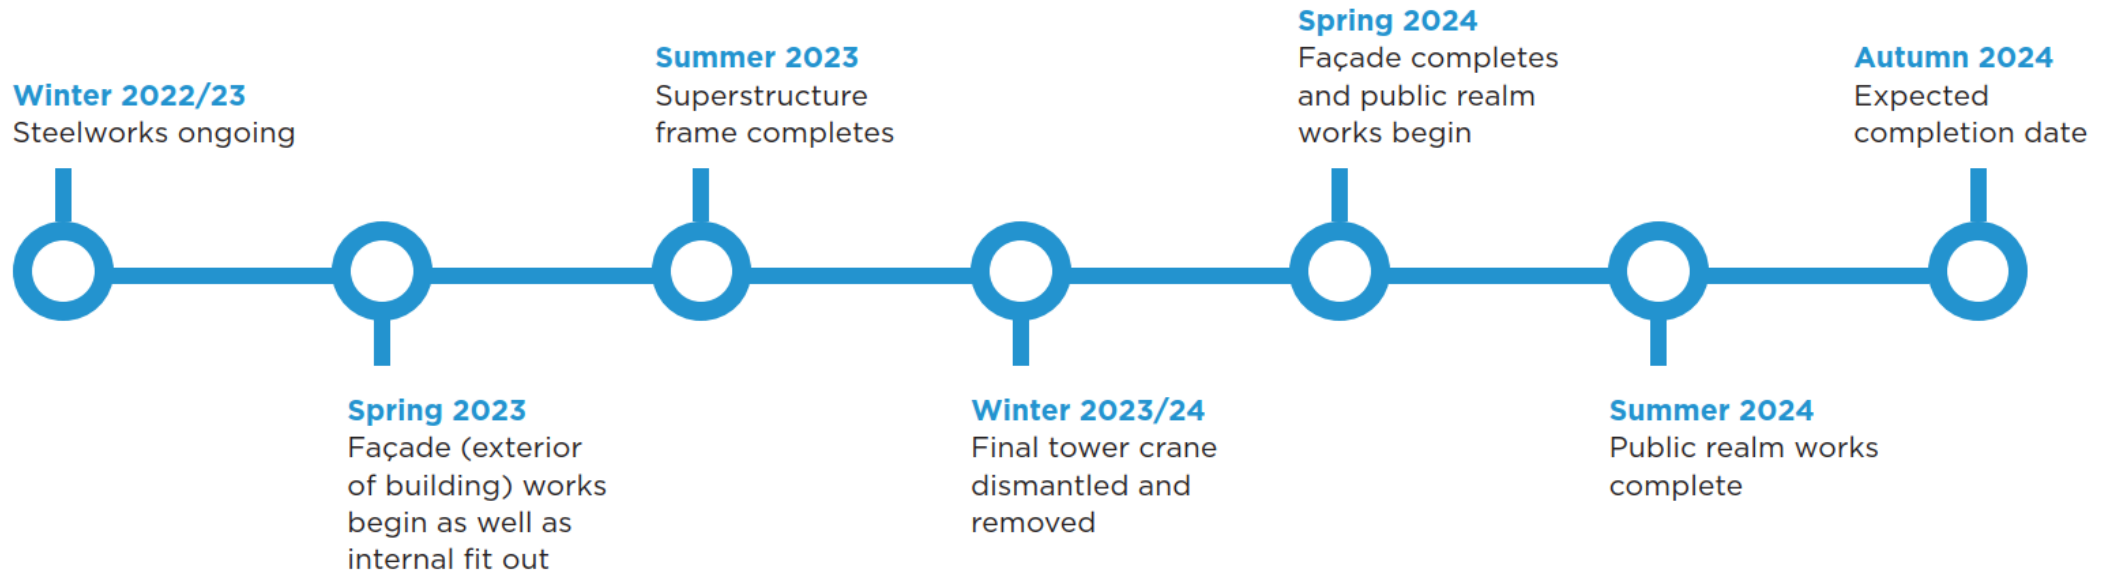 Winter 2022/23
Steelworks ongoing
Spring 2023
Façade (exterior
of building) works
begin as well as
internal fit out
Summer 2023
Superstructure
frame completes
Winter 2023/24
Final tower crane
dismantled and
removed
Spring 2024
Façade completes
and public realm
works begin
Summer 2024
Public realm works
complete
Autumn 2024
Expected
completion date